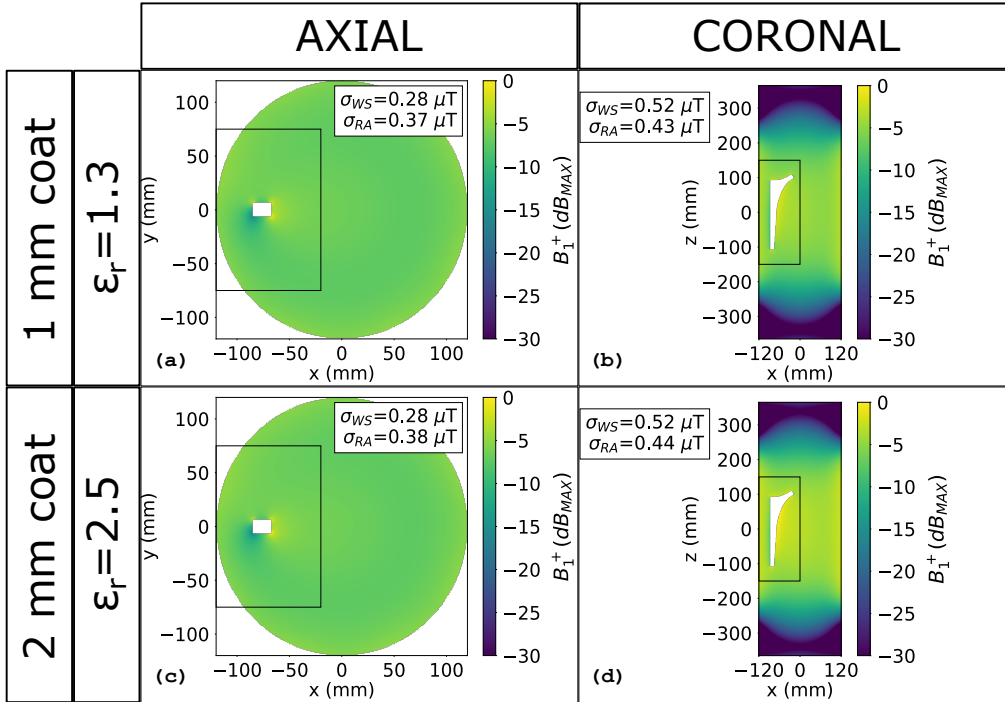 AXIAL
CORONAL
1 mm coat
εr=1.3
σWS=0.28 μT
σRA=0.37 μT
100
50
0
−50
−100
y (mm)
−100
−50
0
50
100
x (mm)
(a)
0
−5
−10
−15
−20
−25
−30
B1+ (dBMAX)
σWS=0.52 μT
σRA=0.43 μT
300
200
100
0
−100
−200
−300
z (mm)
−120
0
120
x (mm)
(b)
0
−5
−10
−15
−20
−25
−30
B1+ (dBMAX)
2 mm coat
εr=2.5
σWS=0.28 μT
σRA=0.38 μT
100
50
0
−50
−100
y (mm)
−100
−50
0
50
100
x (mm)
(c)
0
−5
−10
−15
−20
−25
−30
B1+ (dBMAX)
σWS=0.52 μT
σRA=0.44 μT
300
200
100
0
−100
−200
−300
z (mm)
−120
0
120
x (mm)
(d)
0
−5
−10
−15
−20
−25
−30
B1+ (dBMAX)